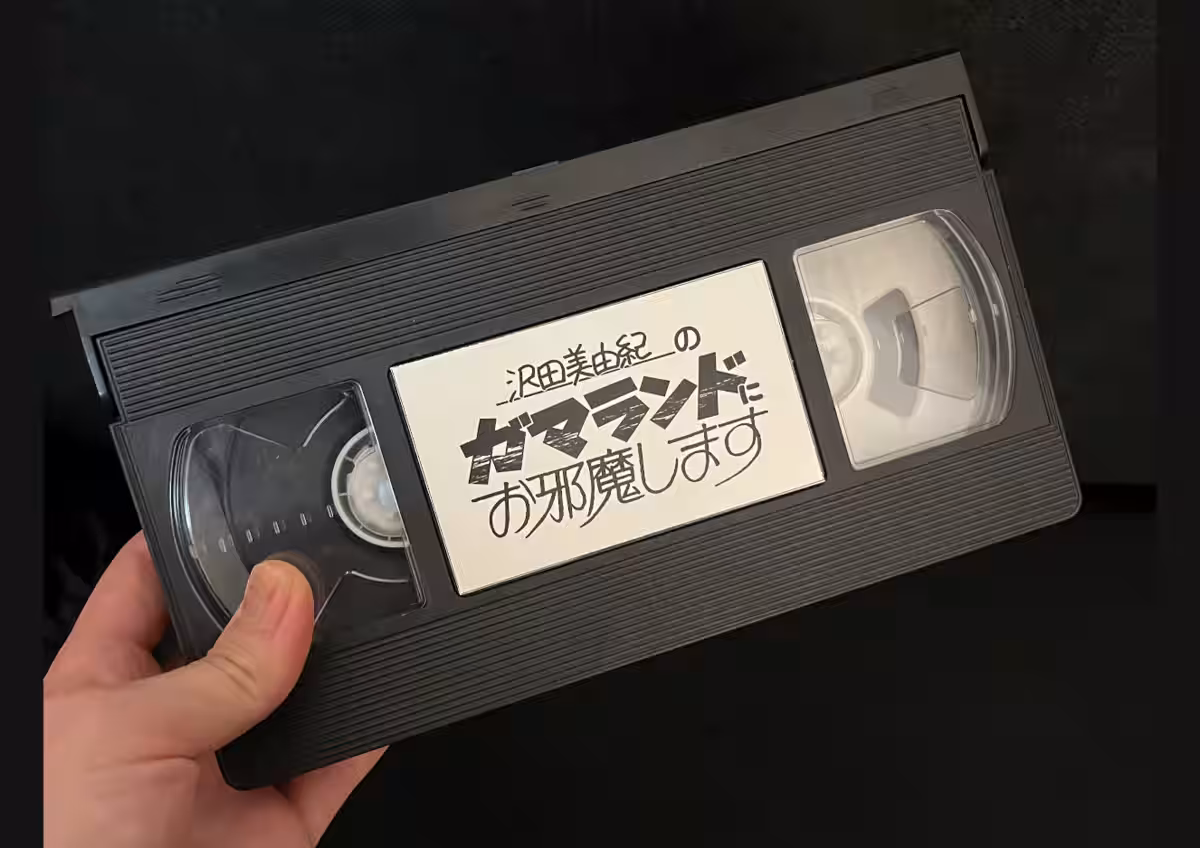 沢田美由紀の
ガマランドに
お邪魔します